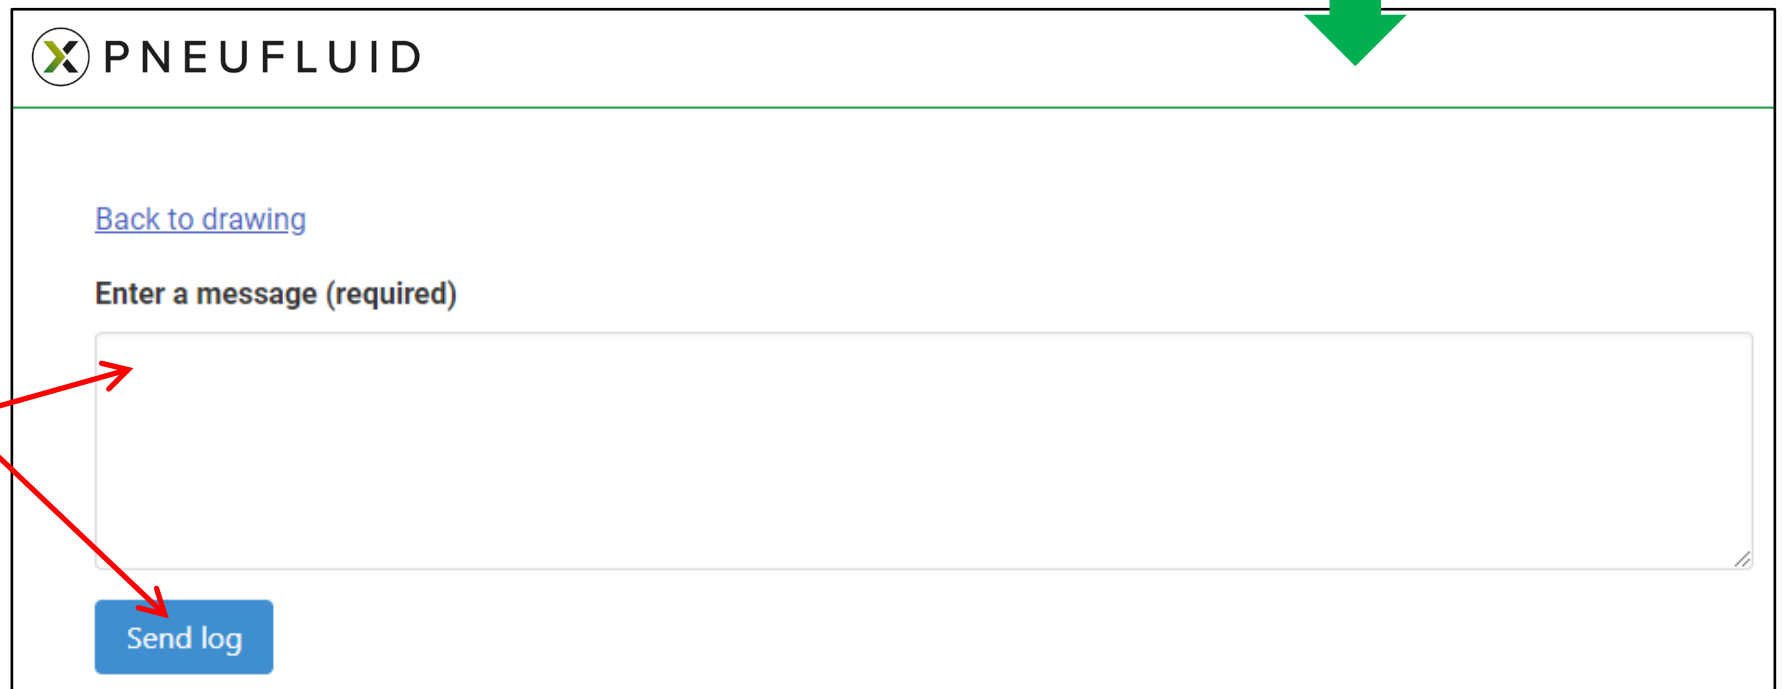 PNEUFLUID
Back to drawing
Enter a message (required)
Send log